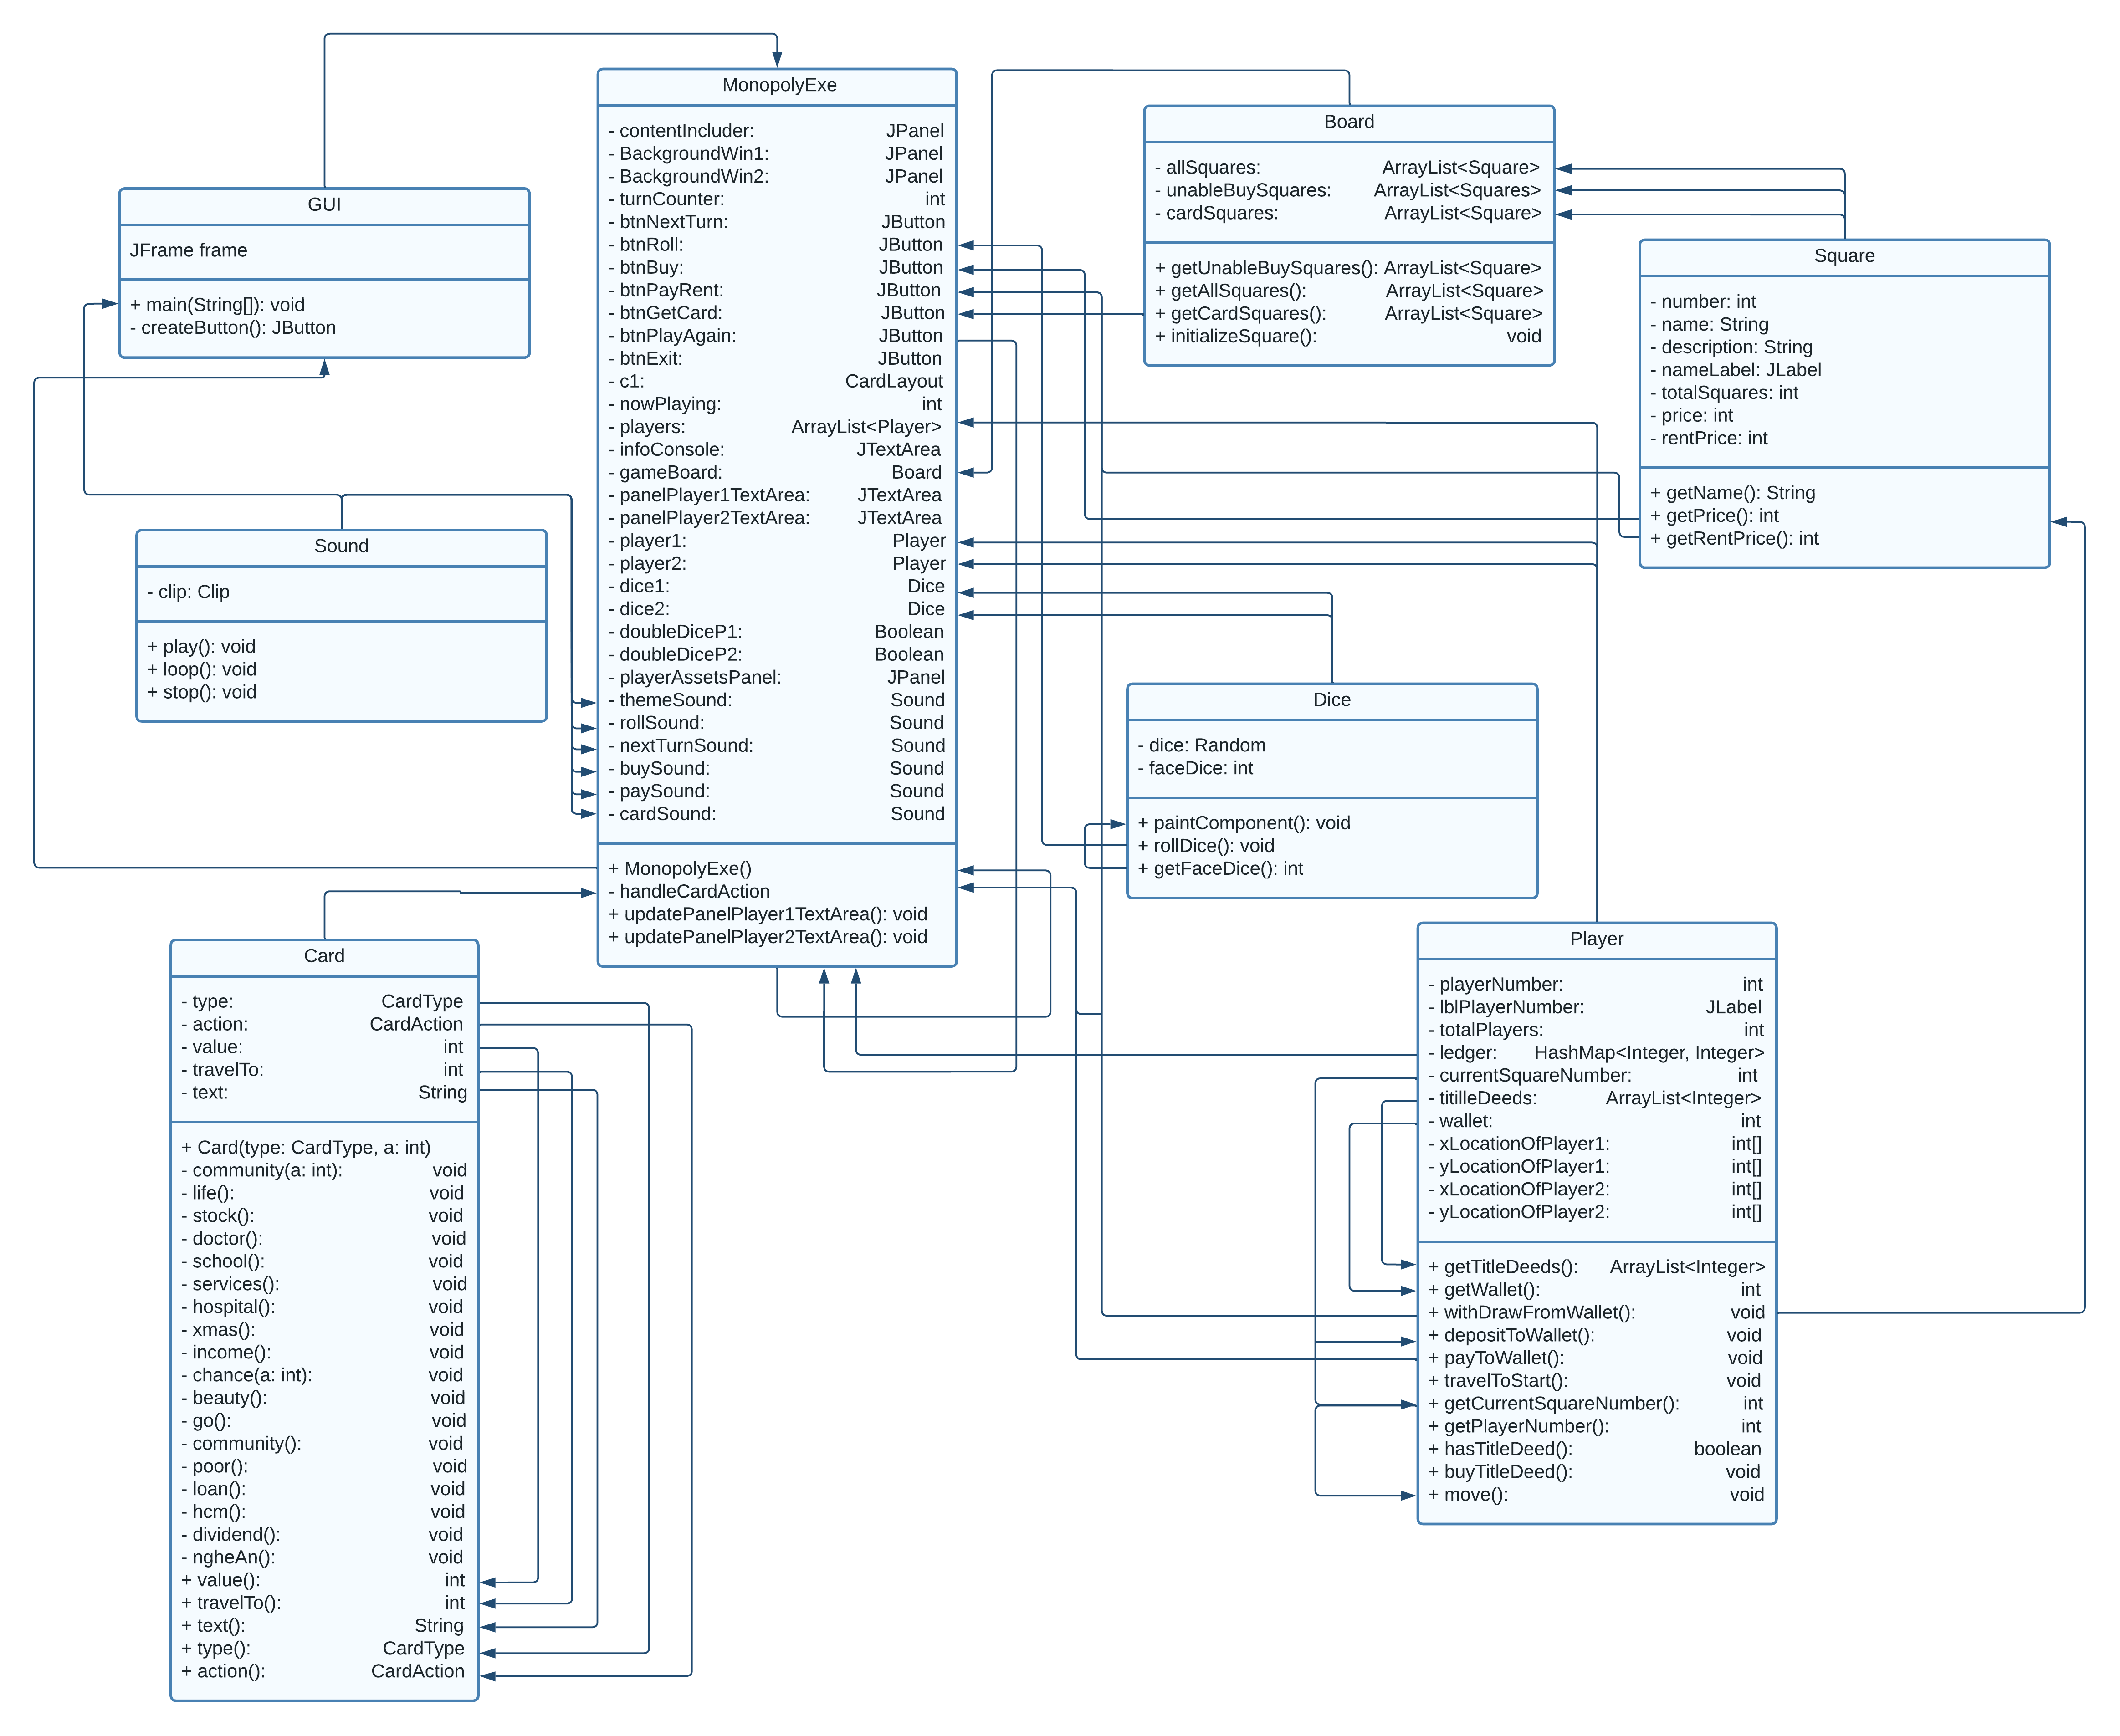 MonopolyExe
- contentIncluder: JPanel
- BackgroundWin1: JPanel
- BackgroundWin2: JPanel
- turnCounter: int
- btnNextTurn: JButton
- btnRoll: JButton
- btnBuy: JButton
- btnPayRent: JButton
- btnGetCard: JButton
- btnPlayAgain: JButton
- btnExit: JButton
- c1: CardLayout
- nowPlaying: int
- players: ArrayList<Player>
- infoConsole: JTextArea
- gameBoard: Board
- panelPlayer1TextArea: JTextArea
- panelPlayer2TextArea: JTextArea
- player1: Player
- player2: Player
- dice1: Dice
- dice2: Dice
- doubleDiceP1: Boolean
- doubleDiceP2: Boolean
- playerAssetsPanel: JPanel
- themeSound: Sound
- rollSound: Sound
- nextTurnSound: Sound
- buySound: Sound
- paySound: Sound
- cardSound: Sound
+ MonopolyExe()
- handleCardAction
+ updatePanelPlayer1TextArea(): void
+ updatePanelPlayer2TextArea(): void
Board
- allSquares: ArrayList<Square>
- unableBuySquares: ArrayList<Squares>
- cardSquares: ArrayList<Square>
+ getUnableBuySquares(): ArrayList<Square>
+ getAllSquares(): ArrayList<Square>
+ getCardSquares(): ArrayList<Square>
+ initializeSquare(): void
GUI
JFrame frame
+ main(String[]): void
- createButton(): JButton
Square
- number: int
- name: String
- description: String
- nameLabel: JLabel
- totalSquares: int
- price: int
- rentPrice: int
+ getName(): String
+ getPrice(): int
+ getRentPrice(): int
Sound
- clip: Clip
+ play(): void
+ loop(): void
+ stop(): void
Dice
- dice: Random
- faceDice: int
+ paintComponent(): void
+ rollDice(): void
+ getFaceDice(): int
Player
- playerNumber: int
- lblPlayerNumber: JLabel
- totalPlayers: int
- ledger: HashMap<Integer, Integer>
- currentSquareNumber: int
- titilleDeeds: ArrayList<Integer>
- wallet: int
- xLocationOfPlayer1: int[]
- yLocationOfPlayer1: int[]
- xLocationOfPlayer2: int[]
- yLocationOfPlayer2: int[]
+ getTitleDeeds(): ArrayList<Integer>
+ getWallet(): int
+ withDrawFromWallet(): void
+ depositToWallet(): void
+ payToWallet(): void
+ travelToStart(): void
+ getCurrentSquareNumber(): int
+ getPlayerNumber(): int
+ hasTitleDeed(): boolean
+ buyTitleDeed(): void
+ move(): void
Card
- type: CardType
- action: CardAction
- value: int
- travelTo: int
- text: String
+ Card(type: CardType, a: int)
- community(a: int): void
- life(): void
- stock(): void
- doctor(): void
- school(): void
- services(): void
- hospital(): void
- xmas(): void
- income(): void
- chance(a: int): void
- beauty(): void
- go(): void
- community(): void
- poor(): void
- loan(): void
- hcm(): void
- dividend(): void
- ngheAn(): void
+ value(): int
+ travelTo(): int
+ text(): String
+ type(): CardType
+ action(): CardAction